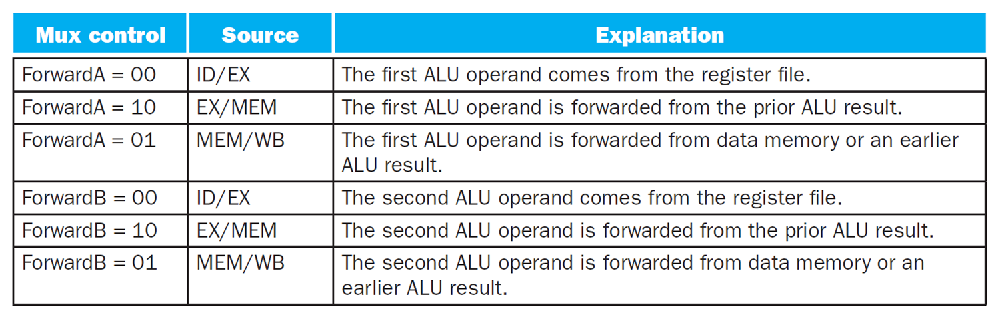 Mux control Source Explanation
ForwardA = 00 ID/EX The first ALU operand comes from the register file.
ForwardA = 10 EX/MEM The first ALU operand is forwarded from the prior ALU result.
ForwardA = 01 MEM/WB The first ALU operand is forwarded from data memory or an earlier
ALU result.
ForwardB = 00 ID/EX The second ALU operand comes from the register file.
ForwardB = 10 EX/MEM The second ALU operand is forwarded from the prior ALU result.
ForwardB = 01 MEM/WB The second ALU operand is forwarded from data memory or an
earlier ALU result.